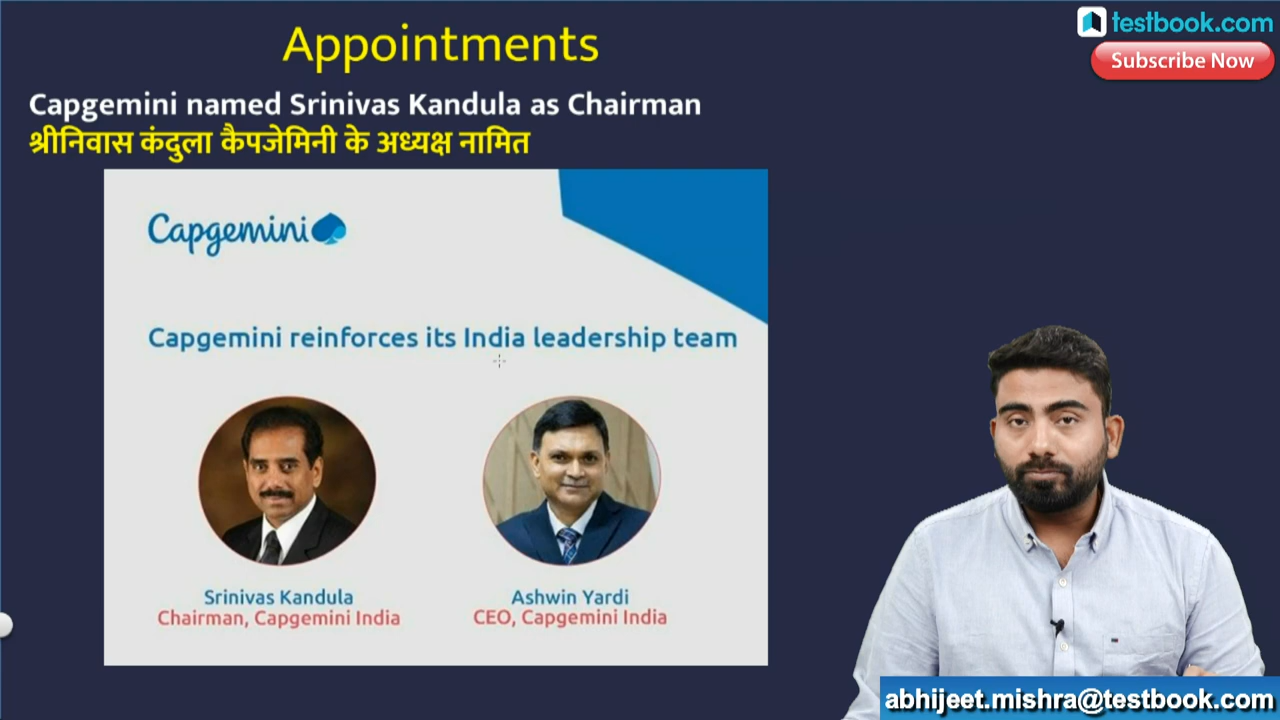 Appointments
testbook.com
Subscribe Now
Capgemini named Srinivas Kandula as Chairman
श्रीनिवास कंदुला कैपजेमिनी के अध्यक्ष नामित
Capgemini
Capgemini reinforces its India leadership team
Srinivas Kandula
Chairman, Capgemini India
Ashwin Yardi
CEO, Capgemini India
abhijeet.mishra@testbook.com